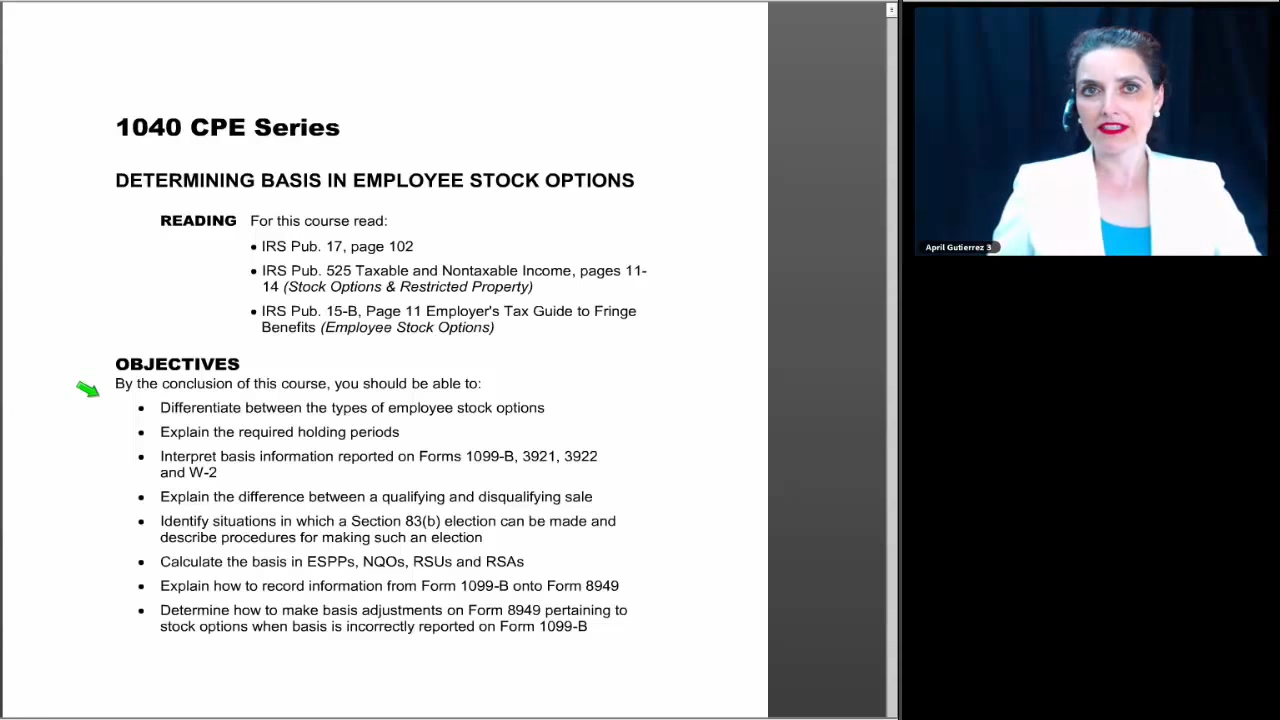 1040 CPE Series
DETERMINING BASIS IN EMPLOYEE STOCK OPTIONS
READING For this course read:
• IRS Pub. 17, page 102
• IRS Pub. 525 Taxable and Nontaxable Income, pages 11-
14 (Stock Options & Restricted Property)
• IRS Pub. 15-B, Page 11 Employer's Tax Guide to Fringe
Benefits (Employee Stock Options)
OBJECTIVES
By the conclusion of this course, you should be able to:
• Differentiate between the types of employee stock options
• Explain the required holding periods
• Interpret basis information reported on Forms 1099-B, 3921, 3922
and W-2
• Explain the difference between a qualifying and disqualifying sale
• Identify situations in which a Section 83(b) election can be made and
describe procedures for making such an election
• Calculate the basis in ESPPs, NQOs, RSUs and RSAs
• Explain how to record information from Form 1099-B onto Form 8949
• Determine how to make basis adjustments on Form 8949 pertaining to
stock options when basis is incorrectly reported on Form 1099-B
April Gutierrez 3